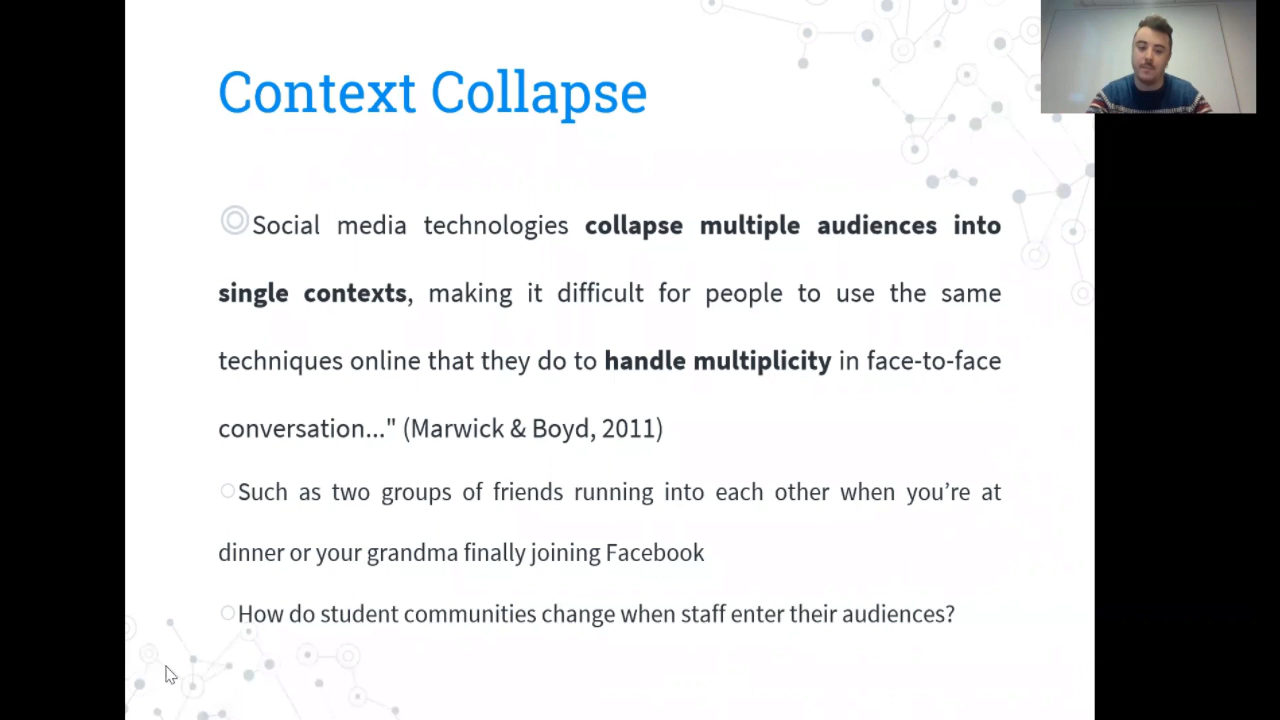 Context Collapse
Social media technologies collapse multiple audiences into
single contexts, making it difficult for people to use the same
techniques online that they do to handle multiplicity in face-to-face
conversation..." (Marwick & Boyd, 2011)
Such as two groups of friends running into each other when you’re at
dinner or your grandma finally joining Facebook
How do student communities change when staff enter their audiences?